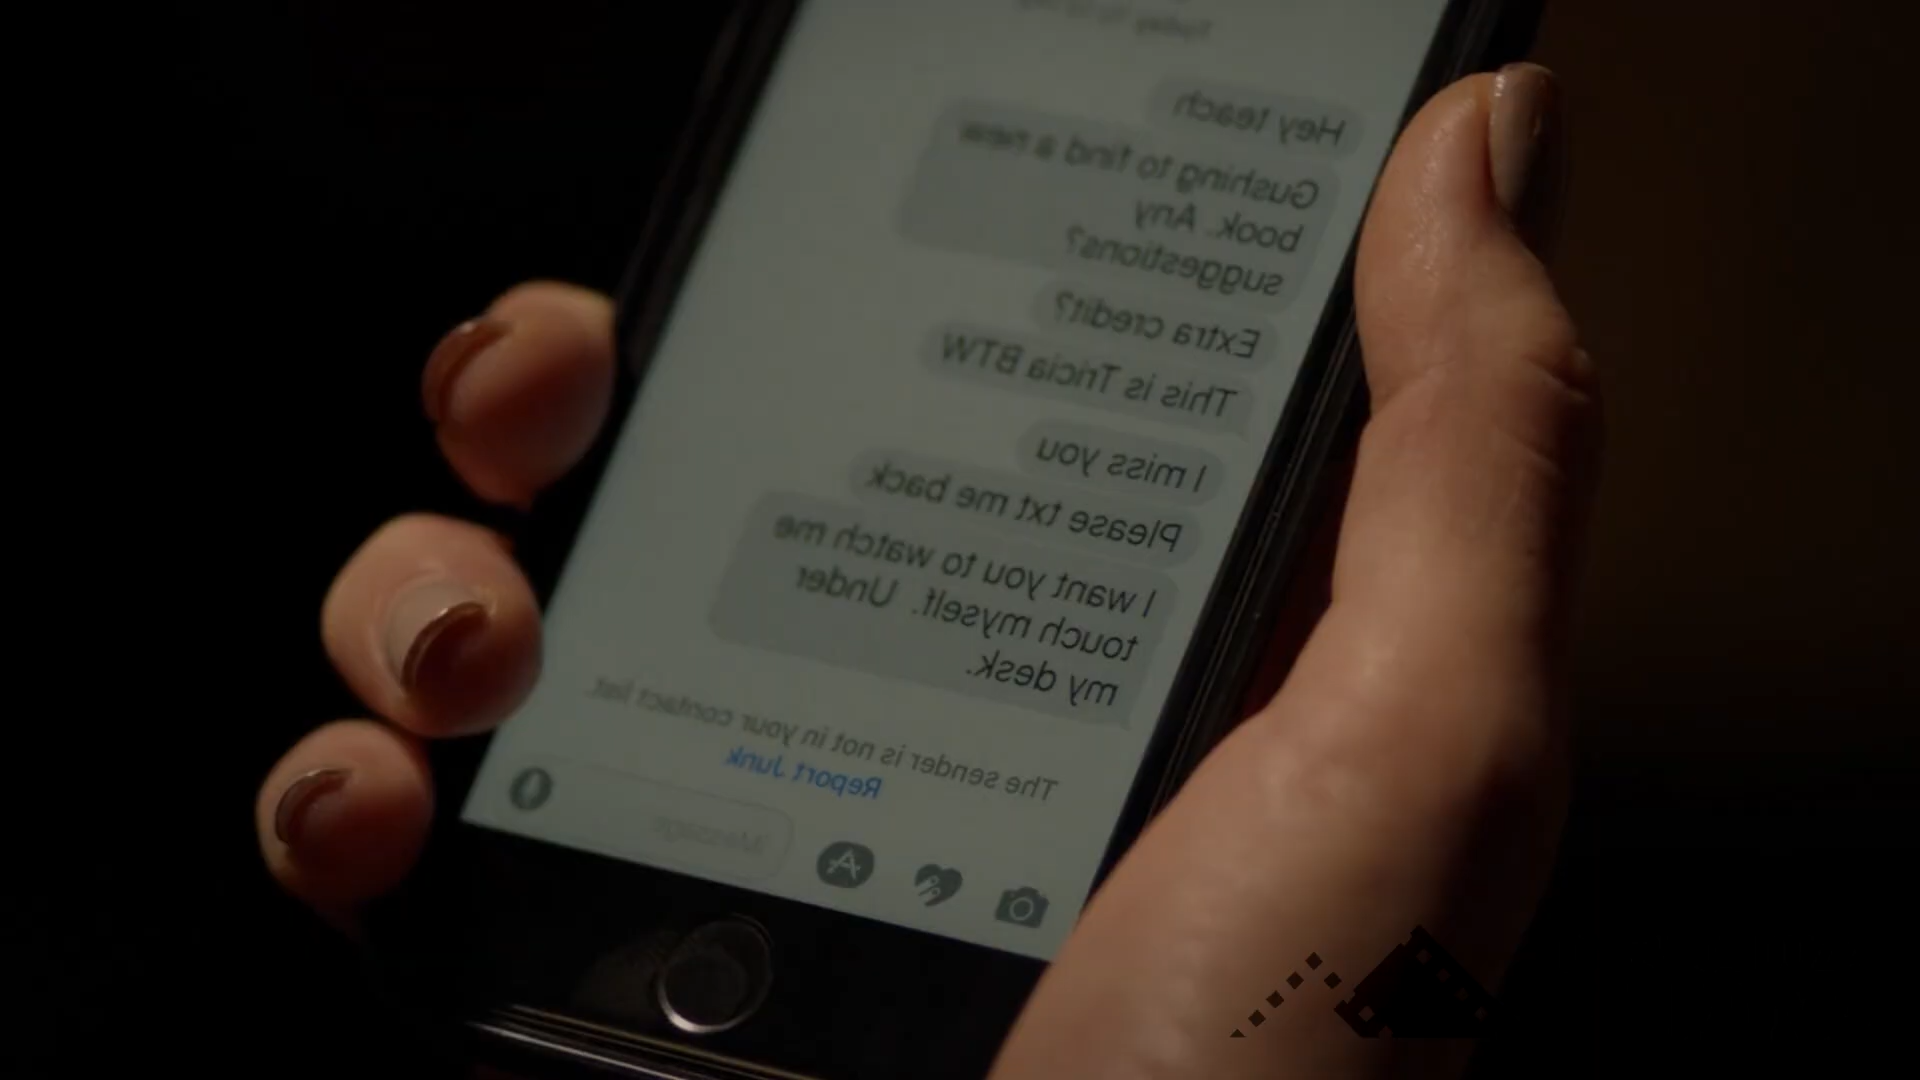 Today
Hey teach
Gushing to find a new
book. Any
suggestions?
Extra credit?
This is Tricia BTW
I miss you
Please txt me back
I want you to watch me
touch myself. Under
my desk.
The sender is not in your contact list.
Report Junk
iMessage